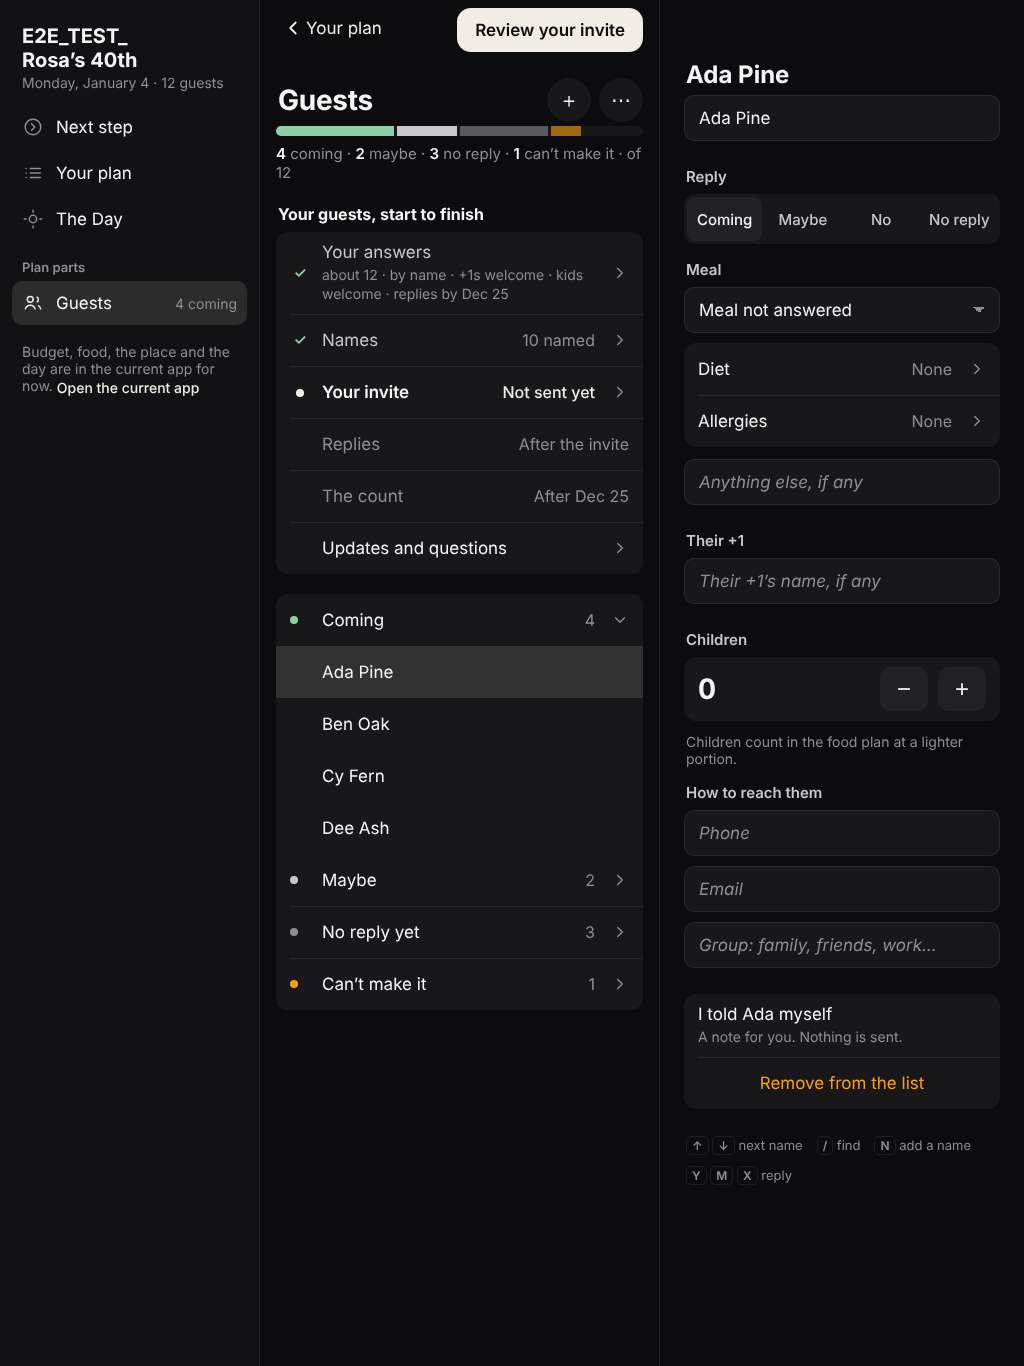 E2E_TEST_
Rosa’s 40th
Monday, January 4 · 12 guests
Next step
Your plan
The Day
Plan parts
Guests 4 coming
Budget, food, the place and the
day are in the current app for
now. Open the current app
Your plan
Review your invite
Guests
+ ···
4 coming · 2 maybe · 3 no reply · 1 can’t make it · of
12
Your guests, start to finish
Your answers
about 12 · by name · +1s welcome · kids
welcome · replies by Dec 25
Names 10 named
Your invite Not sent yet
Replies After the invite
The count After Dec 25
Updates and questions
Coming 4
Ada Pine
Ben Oak
Cy Fern
Dee Ash
Maybe 2
No reply yet 3
Can’t make it 1
Ada Pine
Ada Pine
Reply
Coming Maybe No No reply
Meal
Meal not answered
Diet None
Allergies None
Anything else, if any
Their +1
Their +1’s name, if any
Children
0 − +
Children count in the food plan at a lighter
portion.
How to reach them
Phone
Email
Group: family, friends, work...
I told Ada myself
A note for you. Nothing is sent.
Remove from the list
↑ ↓ next name / find N add a name
Y M X reply